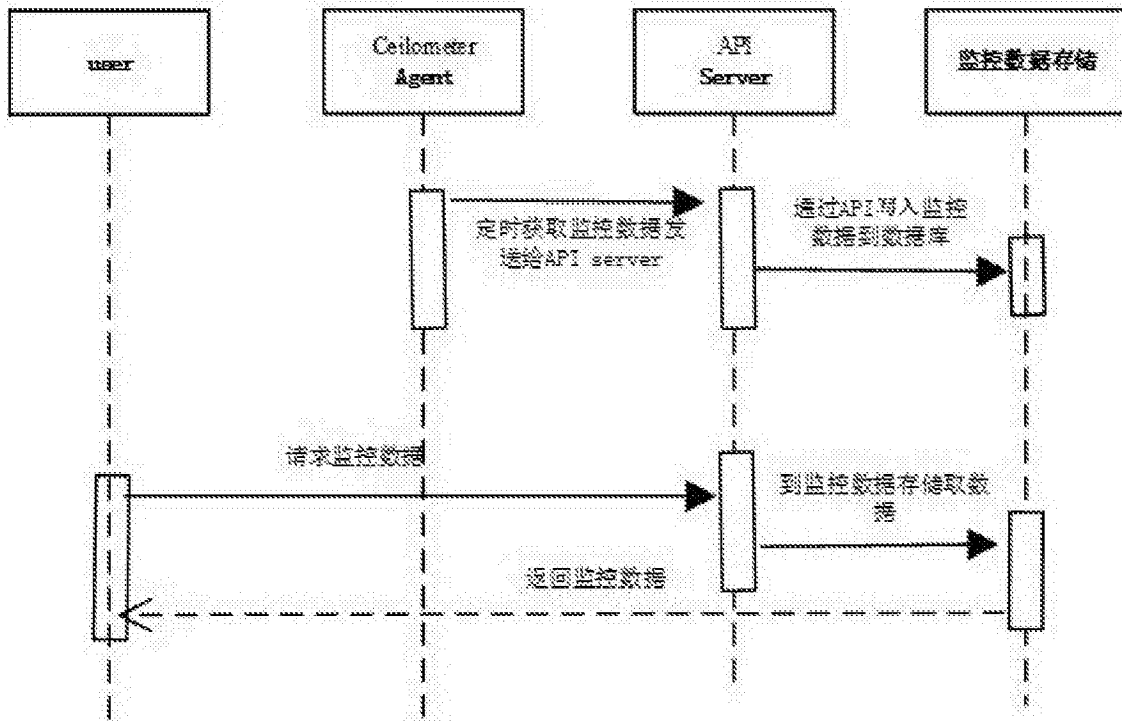 user
Ceilometer
Agent
API
Server
监控数据存储
定时获取监控数据发
送给API server
通过API写入监控
数据到数据库
请求监控数据
到监控数据存储取数
据
返回监控数据